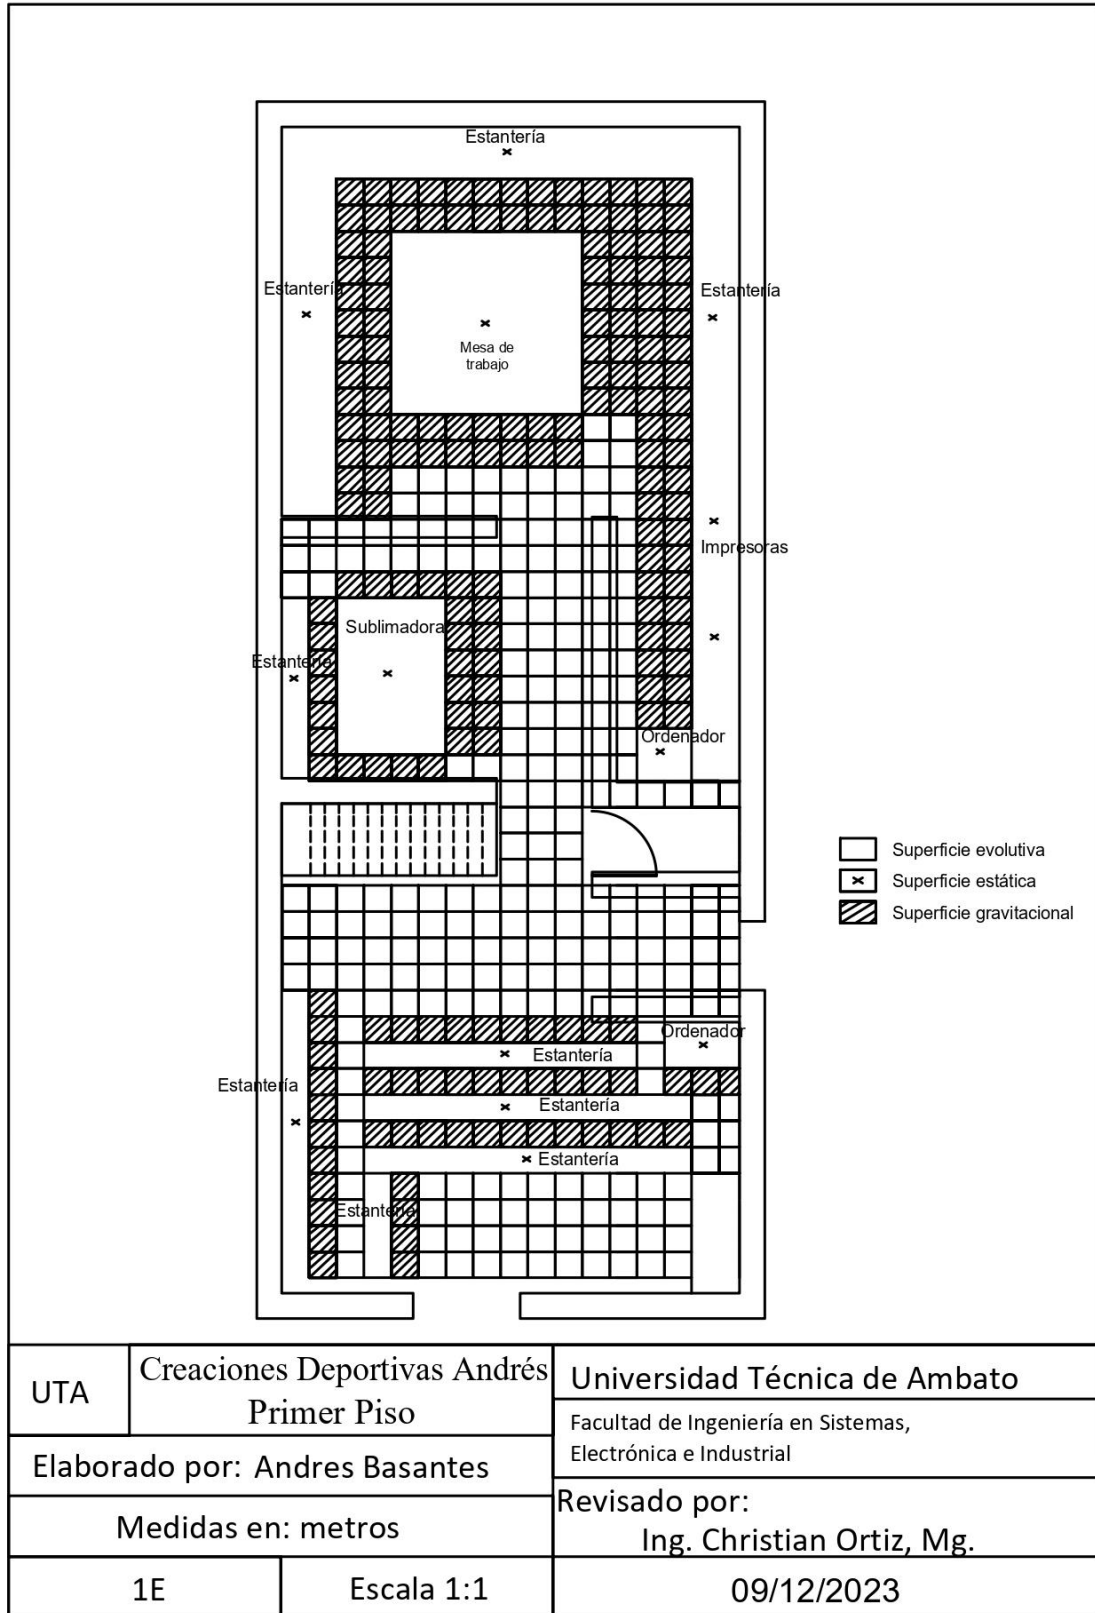 Estantería
Estantería
Estantería
Mesa de
trabajo
Impresoras
Sublimadora
Estantería
Ordenador
Superficie evolutiva
Superficie estática
Superficie gravitacional
Ordenador
Estantería
Estantería
Estantería
Estantería
Estantería
UTA
Creaciones Deportivas Andrés
Primer Piso
Universidad Técnica de Ambato
Facultad de Ingeniería en Sistemas,
Electrónica e Industrial
Elaborado por: Andres Basantes
Medidas en: metros
Revisado por:
Ing. Christian Ortiz, Mg.
1E
Escala 1:1
09/12/2023